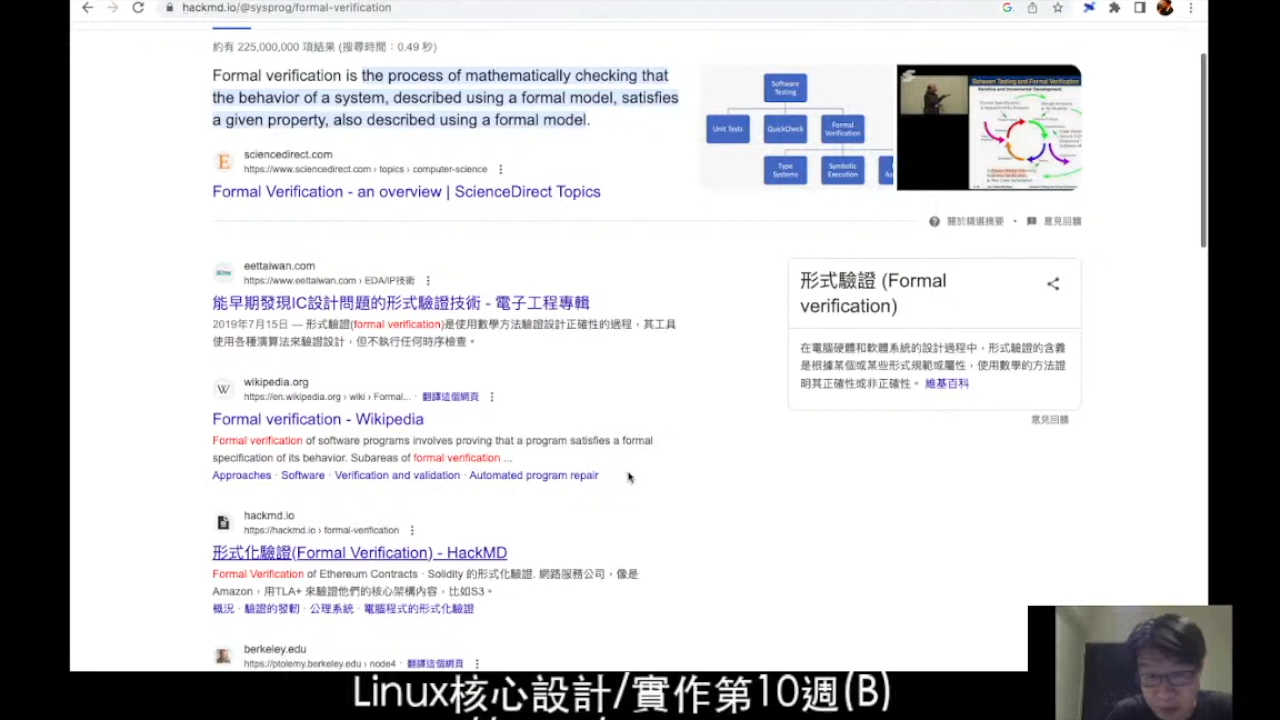 hackmd.io/@sysprog/formal-verification
約有 225,000,000 項結果 (搜尋時間：0.49 秒)
Formal verification is the process of mathematically checking that
the behavior of a system, described using a formal model, satisfies
a given property, also described using a formal model.
sciencedirect.com
https://www.sciencedirect.com › topics › computer-science
Formal Verification - an overview | ScienceDirect Topics
Software
Testing
Unit Tests
QuickCheck
Formal
Verification
Type
Systems
Symbolic
Execution
Between Testing and Formal Verification
關於精選摘要 · 意見回饋
eettaiwan.com
https://www.eettaiwan.com › EDA/IP技術
能早期發現IC設計問題的形式驗證技術 - 電子工程專輯
2019年7月15日 — 形式驗證(formal verification)是使用數學方法驗證設計正確性的過程，其工具
使用各種演算法來驗證設計，但不執行任何時序檢查。
wikipedia.org
https://en.wikipedia.org › wiki › Formal... · 翻譯這個網頁
Formal verification - Wikipedia
Formal verification of software programs involves proving that a program satisfies a formal
specification of its behavior. Subareas of formal verification ...
Approaches · Software · Verification and validation · Automated program repair
hackmd.io
https://hackmd.io › formal-verification
形式化驗證(Formal Verification) - HackMD
Formal Verification of Ethereum Contracts · Solidity 的形式化驗證. 網路服務公司，像是
Amazon，用TLA+ 來驗證他們的核心架構內容，比如S3。
概況 · 驗證的發軔 · 公理系統 · 電腦程式的形式化驗證
berkeley.edu
https://ptolemy.berkeley.edu › node4 · 翻譯這個網頁
形式驗證 (Formal
verification)
在電腦硬體和軟體系統的設計過程中，形式驗證的含義
是根據某個或某些形式規範或屬性，使用數學的方法證
明其正確性或非正確性。 維基百科
意見回饋
Linux核心設計/實作第10週(B)